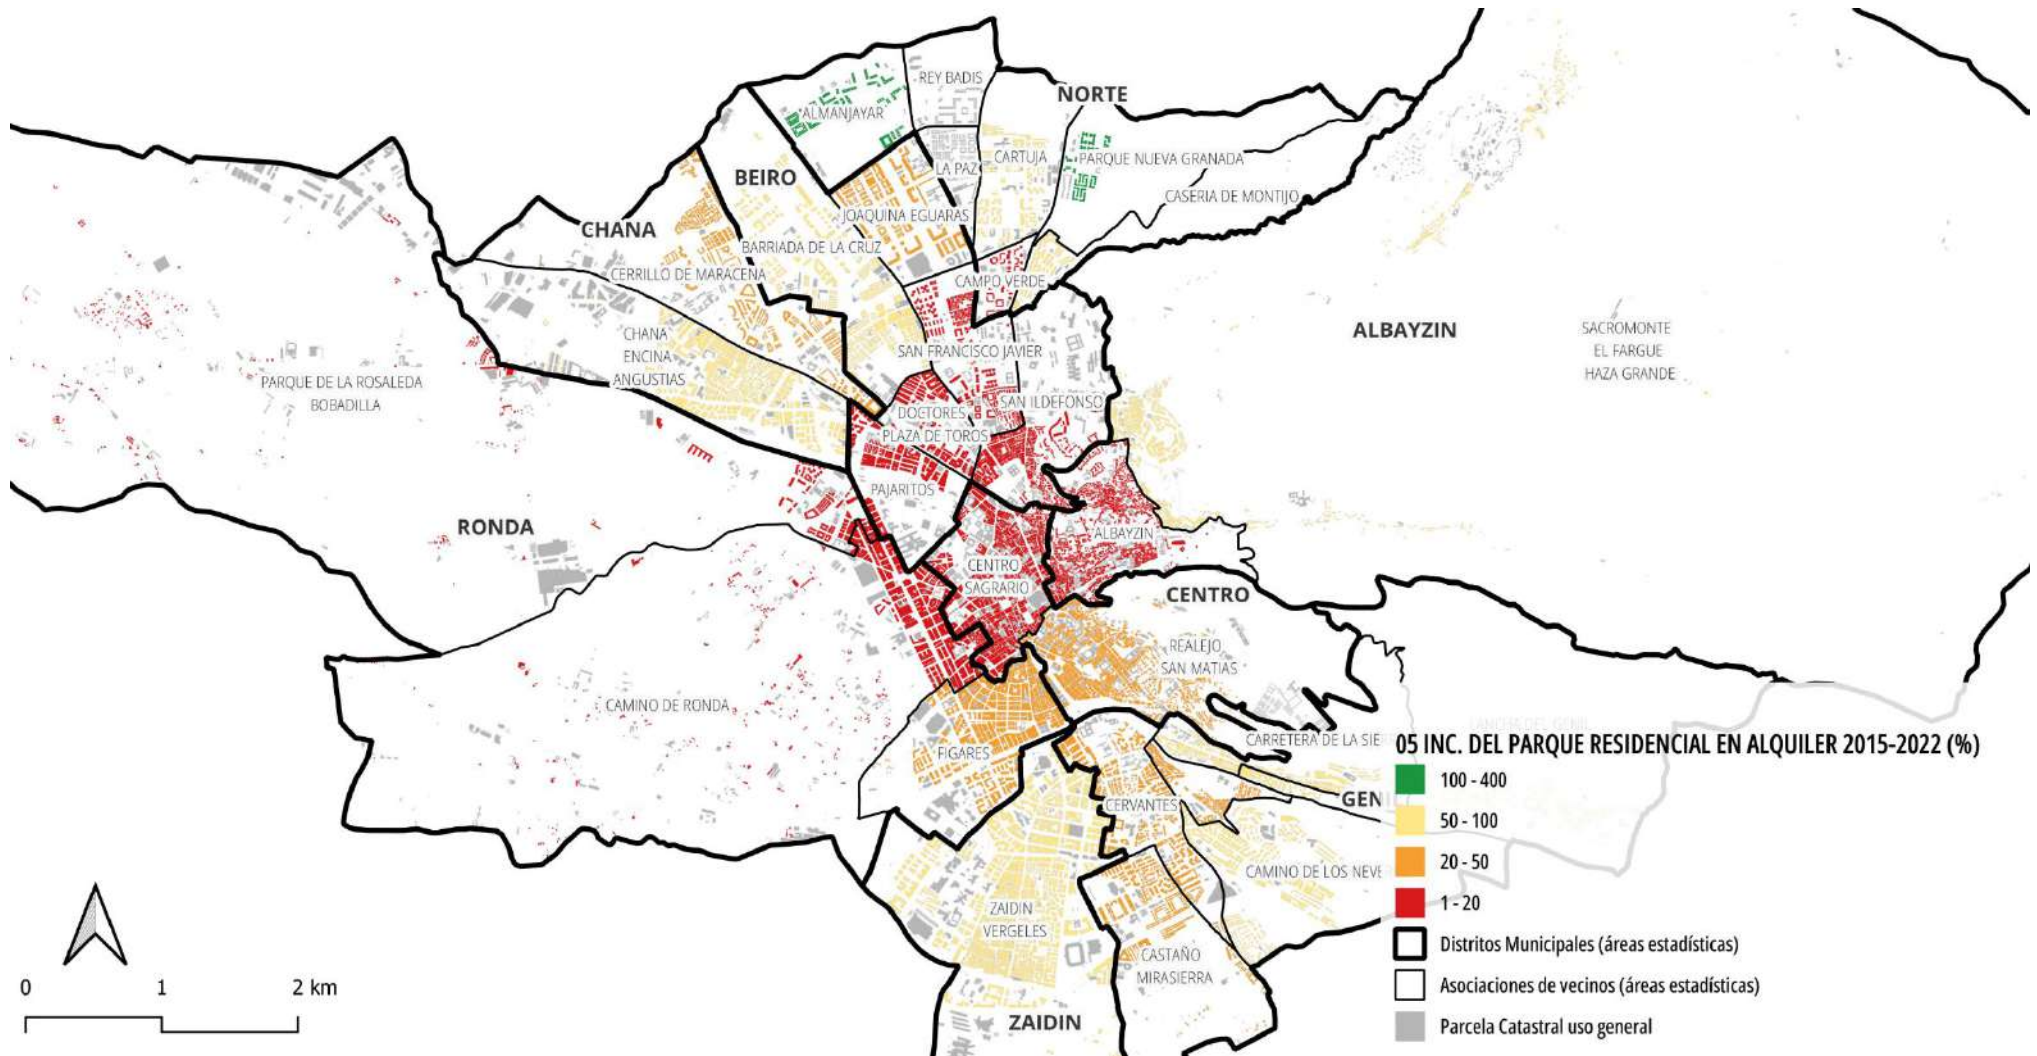 REY BADIS
NORTE
ALMANJAYAR
CARTUJA
PARQUE NUEVA GRANADA
LA PAZ
BEIRO
CASERIA DE MONTIJO
JOAQUINA EGUARAS
CHANA
BARRIADA DE LA CRUZ
CERRILLO DE MARACENA
CAMPO VERDE
ALBAYZIN
SACROMONTE
EL FARGUE
HAZA GRANDE
CHANA
ENCINA
ANGUSTIAS
SAN FRANCISCO JAVIER
PARQUE DE LA ROSALEDA
BOBADILLA
SAN ILDEFONSO
DOCTORES
PLAZA DE TOROS
PAJARITOS
RONDA
ALBAYZIN
CENTRO
SAGRARIO
CENTRO
REALEJO
SAN MATIAS
CAMINO DE RONDA
LANCHA DEL GENIL
CARRETERA DE LA SIE
FIGARES
GENI
CERVANTES
CAMINO DE LOS NEVE
ZAIDIN
VERGELES
CASTAÑO
MIRASIERRA
ZAIDIN
0 1 2 km
05 INC. DEL PARQUE RESIDENCIAL EN ALQUILER 2015-2022 (%)
100 - 400
50 - 100
20 - 50
1 - 20
Distritos Municipales (áreas estadísticas)
Asociaciones de vecinos (áreas estadísticas)
Parcela Catastral uso general